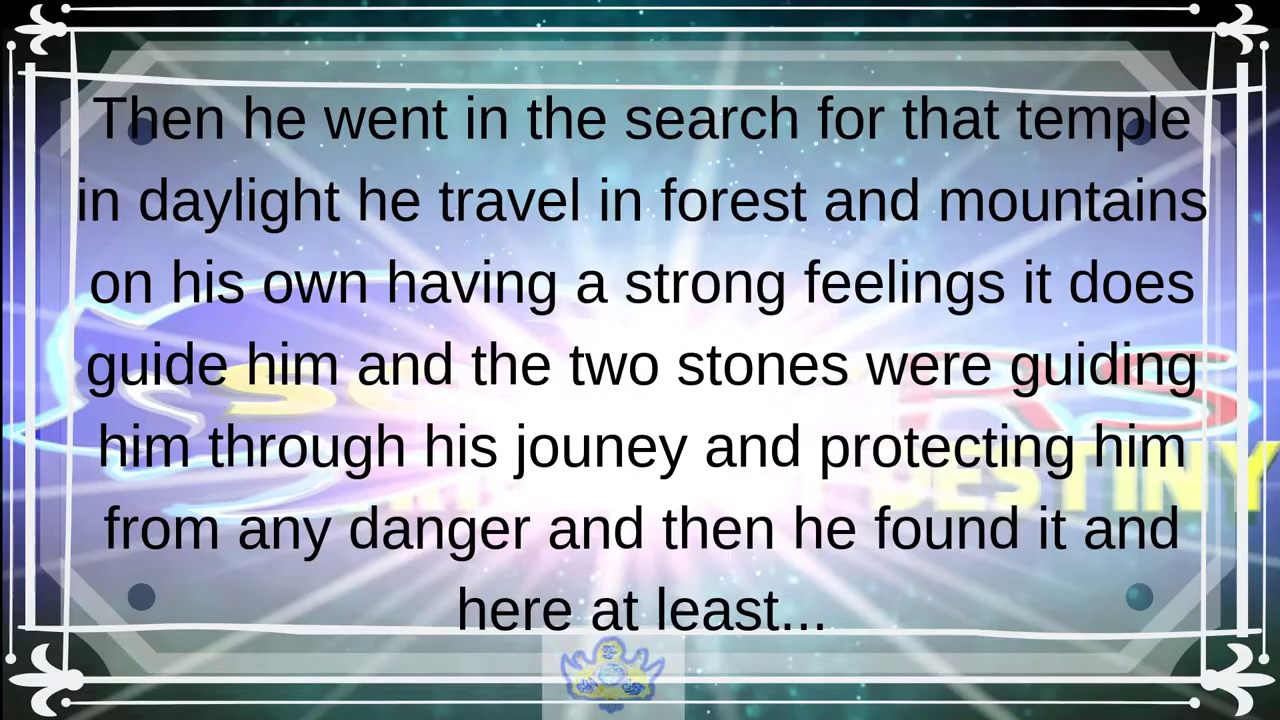 Then he went in the search for that temple
in daylight he travel in forest and mountains
on his own having a strong feelings it does
guide him and the two stones were guiding
him through his jouney and protecting him
from any danger and then he found it and
here at least...
DESTINY